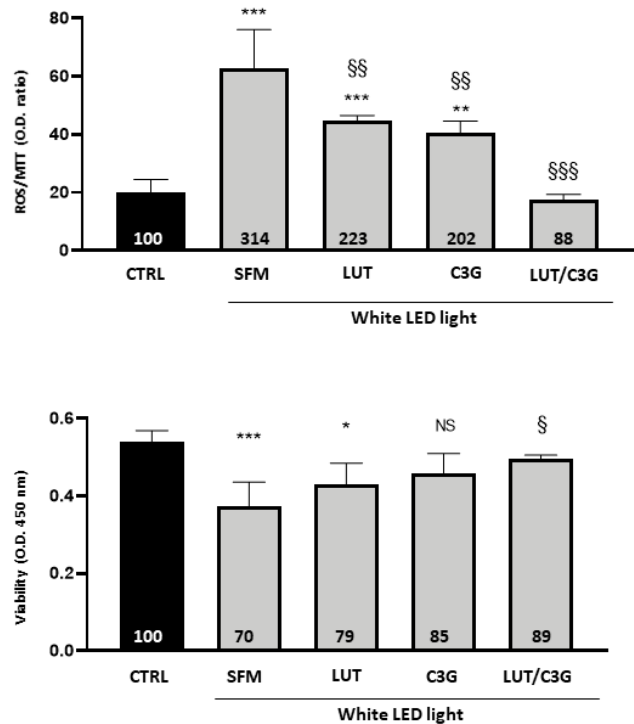 80
60
40
20
0
ROS/MTT (O.D. ratio)
***
§§
***
§§
**
§§§
100 314 223 202 88
CTRL SFM LUT C3G LUT/C3G
White LED light
0.6
0.4
0.2
0.0
Viability (O.D. 450 nm)
*** * NS §
100 70 79 85 89
CTRL SFM LUT C3G LUT/C3G
White LED light